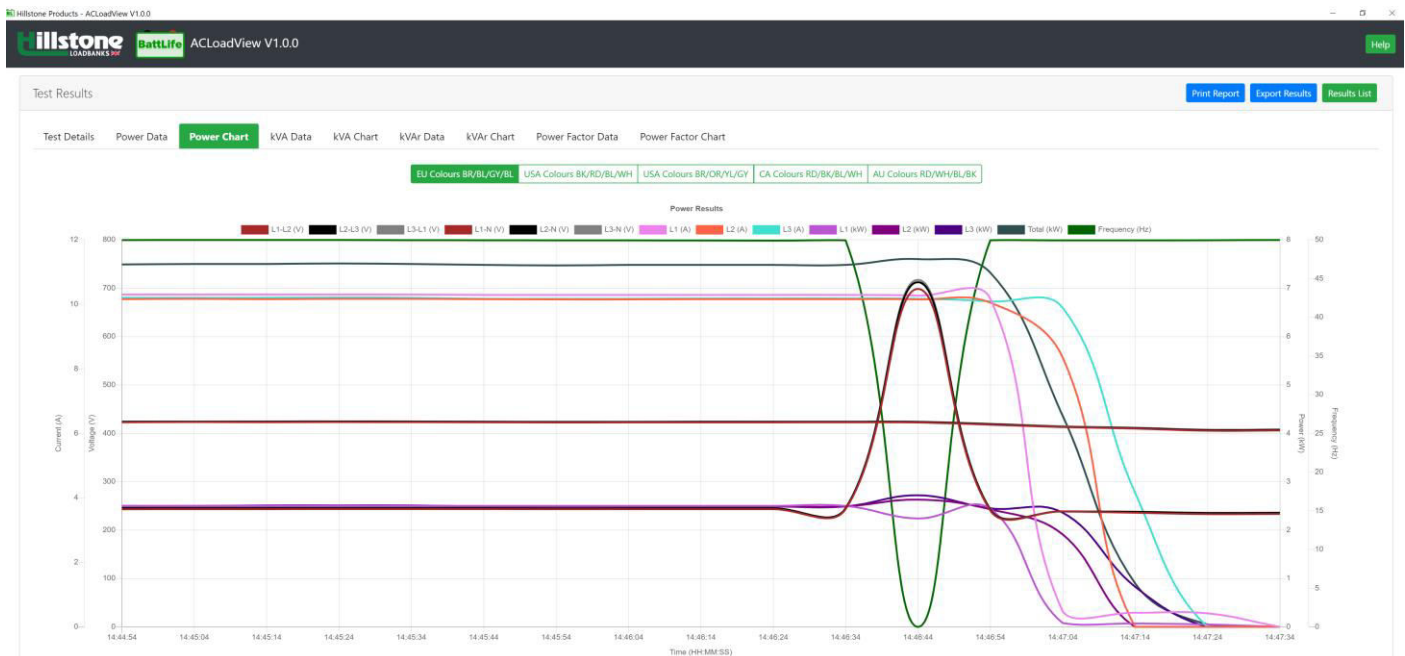 Hillstone Products - ACLoadView V1.0.0
Hillstone
LOADBANKS
BattLife
ACLoadView V1.0.0
Help
Test Results
Print Report
Export Results
Results List
Test Details
Power Data
Power Chart
kVA Data
kVA Chart
kVAr Data
kVAr Chart
Power Factor Data
Power Factor Chart
EU Colours BR/BL/GY/BL
USA Colours BK/RD/BL/WH
USA Colours BR/OR/YL/GY
CA Colours RD/BK/BL/WH
AU Colours RD/WH/BL/BK
Power Results
L1-L2 (V)
L2-L3 (V)
L3-L1 (V)
L1-N (V)
L2-N (V)
L3-N (V)
L1 (A)
L2 (A)
L3 (A)
L1 (kW)
L2 (kW)
L3 (kW)
Total (kW)
Frequency (Hz)
Current (A)
12
10
8
6
4
2
0
Voltage (V)
800
700
600
500
400
300
200
100
0
8
7
6
5
4
3
2
1
0
Power (kW)
50
45
40
35
30
25
20
15
10
5
0
Frequency (Hz)
14:44:54
14:45:04
14:45:14
14:45:24
14:45:34
14:45:44
14:45:54
14:46:04
14:46:14
14:46:24
14:46:34
14:46:44
14:46:54
14:47:04
14:47:14
14:47:24
14:47:34
Time (HH:MM:SS)